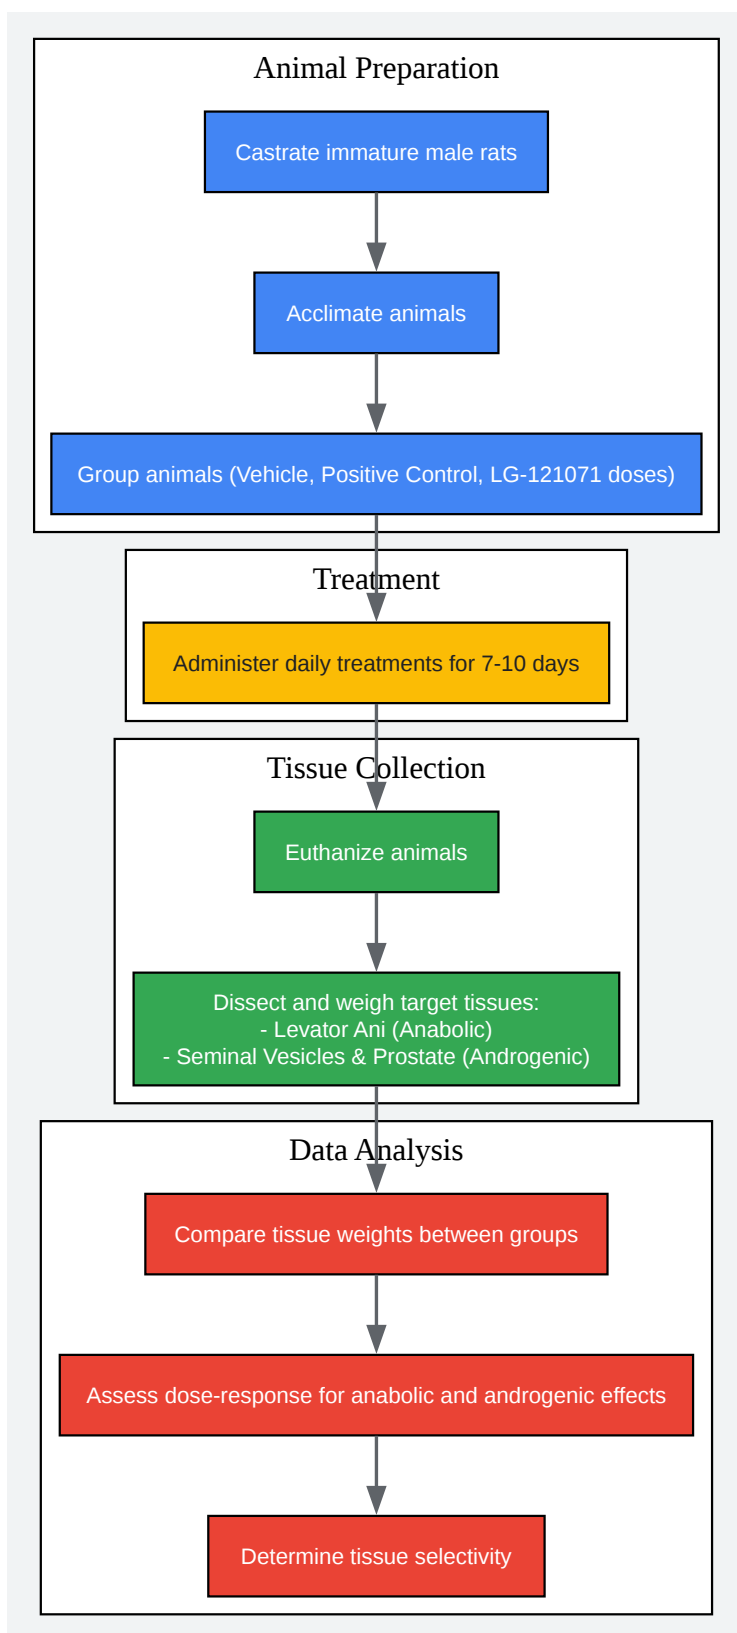 Animal Preparation
Castrate immature male rats
Acclimate animals
Group animals (Vehicle, Positive Control, LG-121071 doses)
Treatment
Administer daily treatments for 7-10 days
Tissue Collection
Euthanize animals
Dissect and weigh target tissues:
- Levator Ani (Anabolic)
- Seminal Vesicles & Prostate (Androgenic)
Data Analysis
Compare tissue weights between groups
Assess dose-response for anabolic and androgenic effects
Determine tissue selectivity